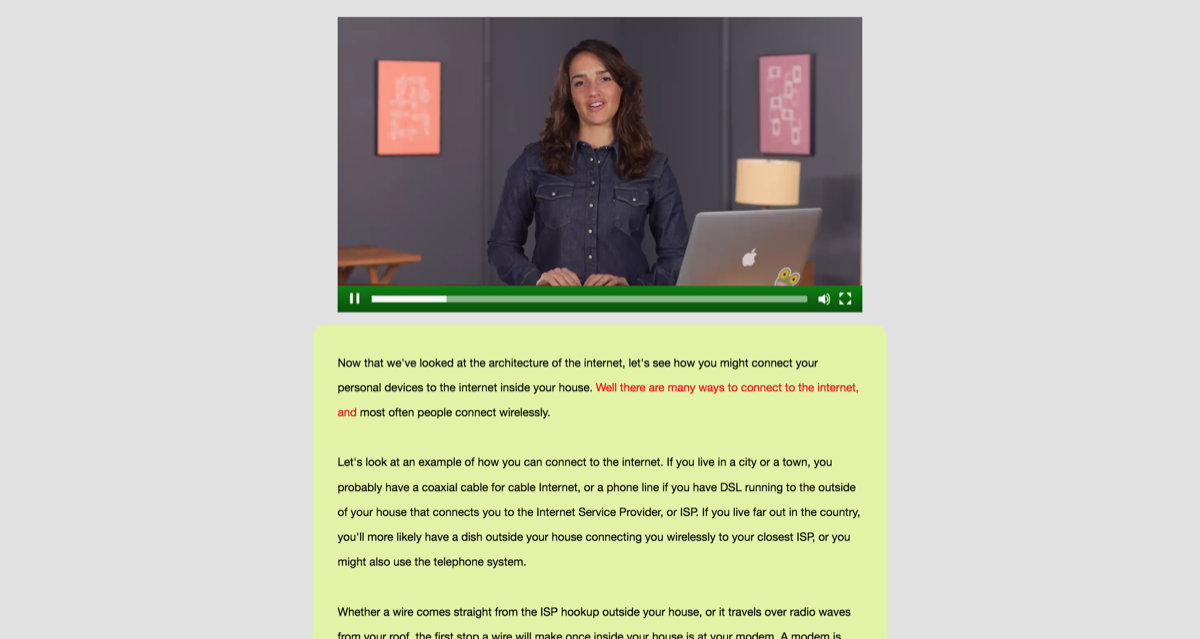 Now that we've looked at the architecture of the internet, let's see how you might connect your
personal devices to the internet inside your house. Well there are many ways to connect to the internet,
and most often people connect wirelessly.
Let's look at an example of how you can connect to the internet. If you live in a city or a town, you
probably have a coaxial cable for cable Internet, or a phone line if you have DSL running to the outside
of your house that connects you to the Internet Service Provider, or ISP. If you live far out in the country,
you'll more likely have a dish outside your house connecting you wirelessly to your closest ISP, or you
might also use the telephone system.
Whether a wire comes straight from the ISP hookup outside your house, or it travels over radio waves
from your roof, the first stop a wire will make once inside your house is at your modem. A modem is